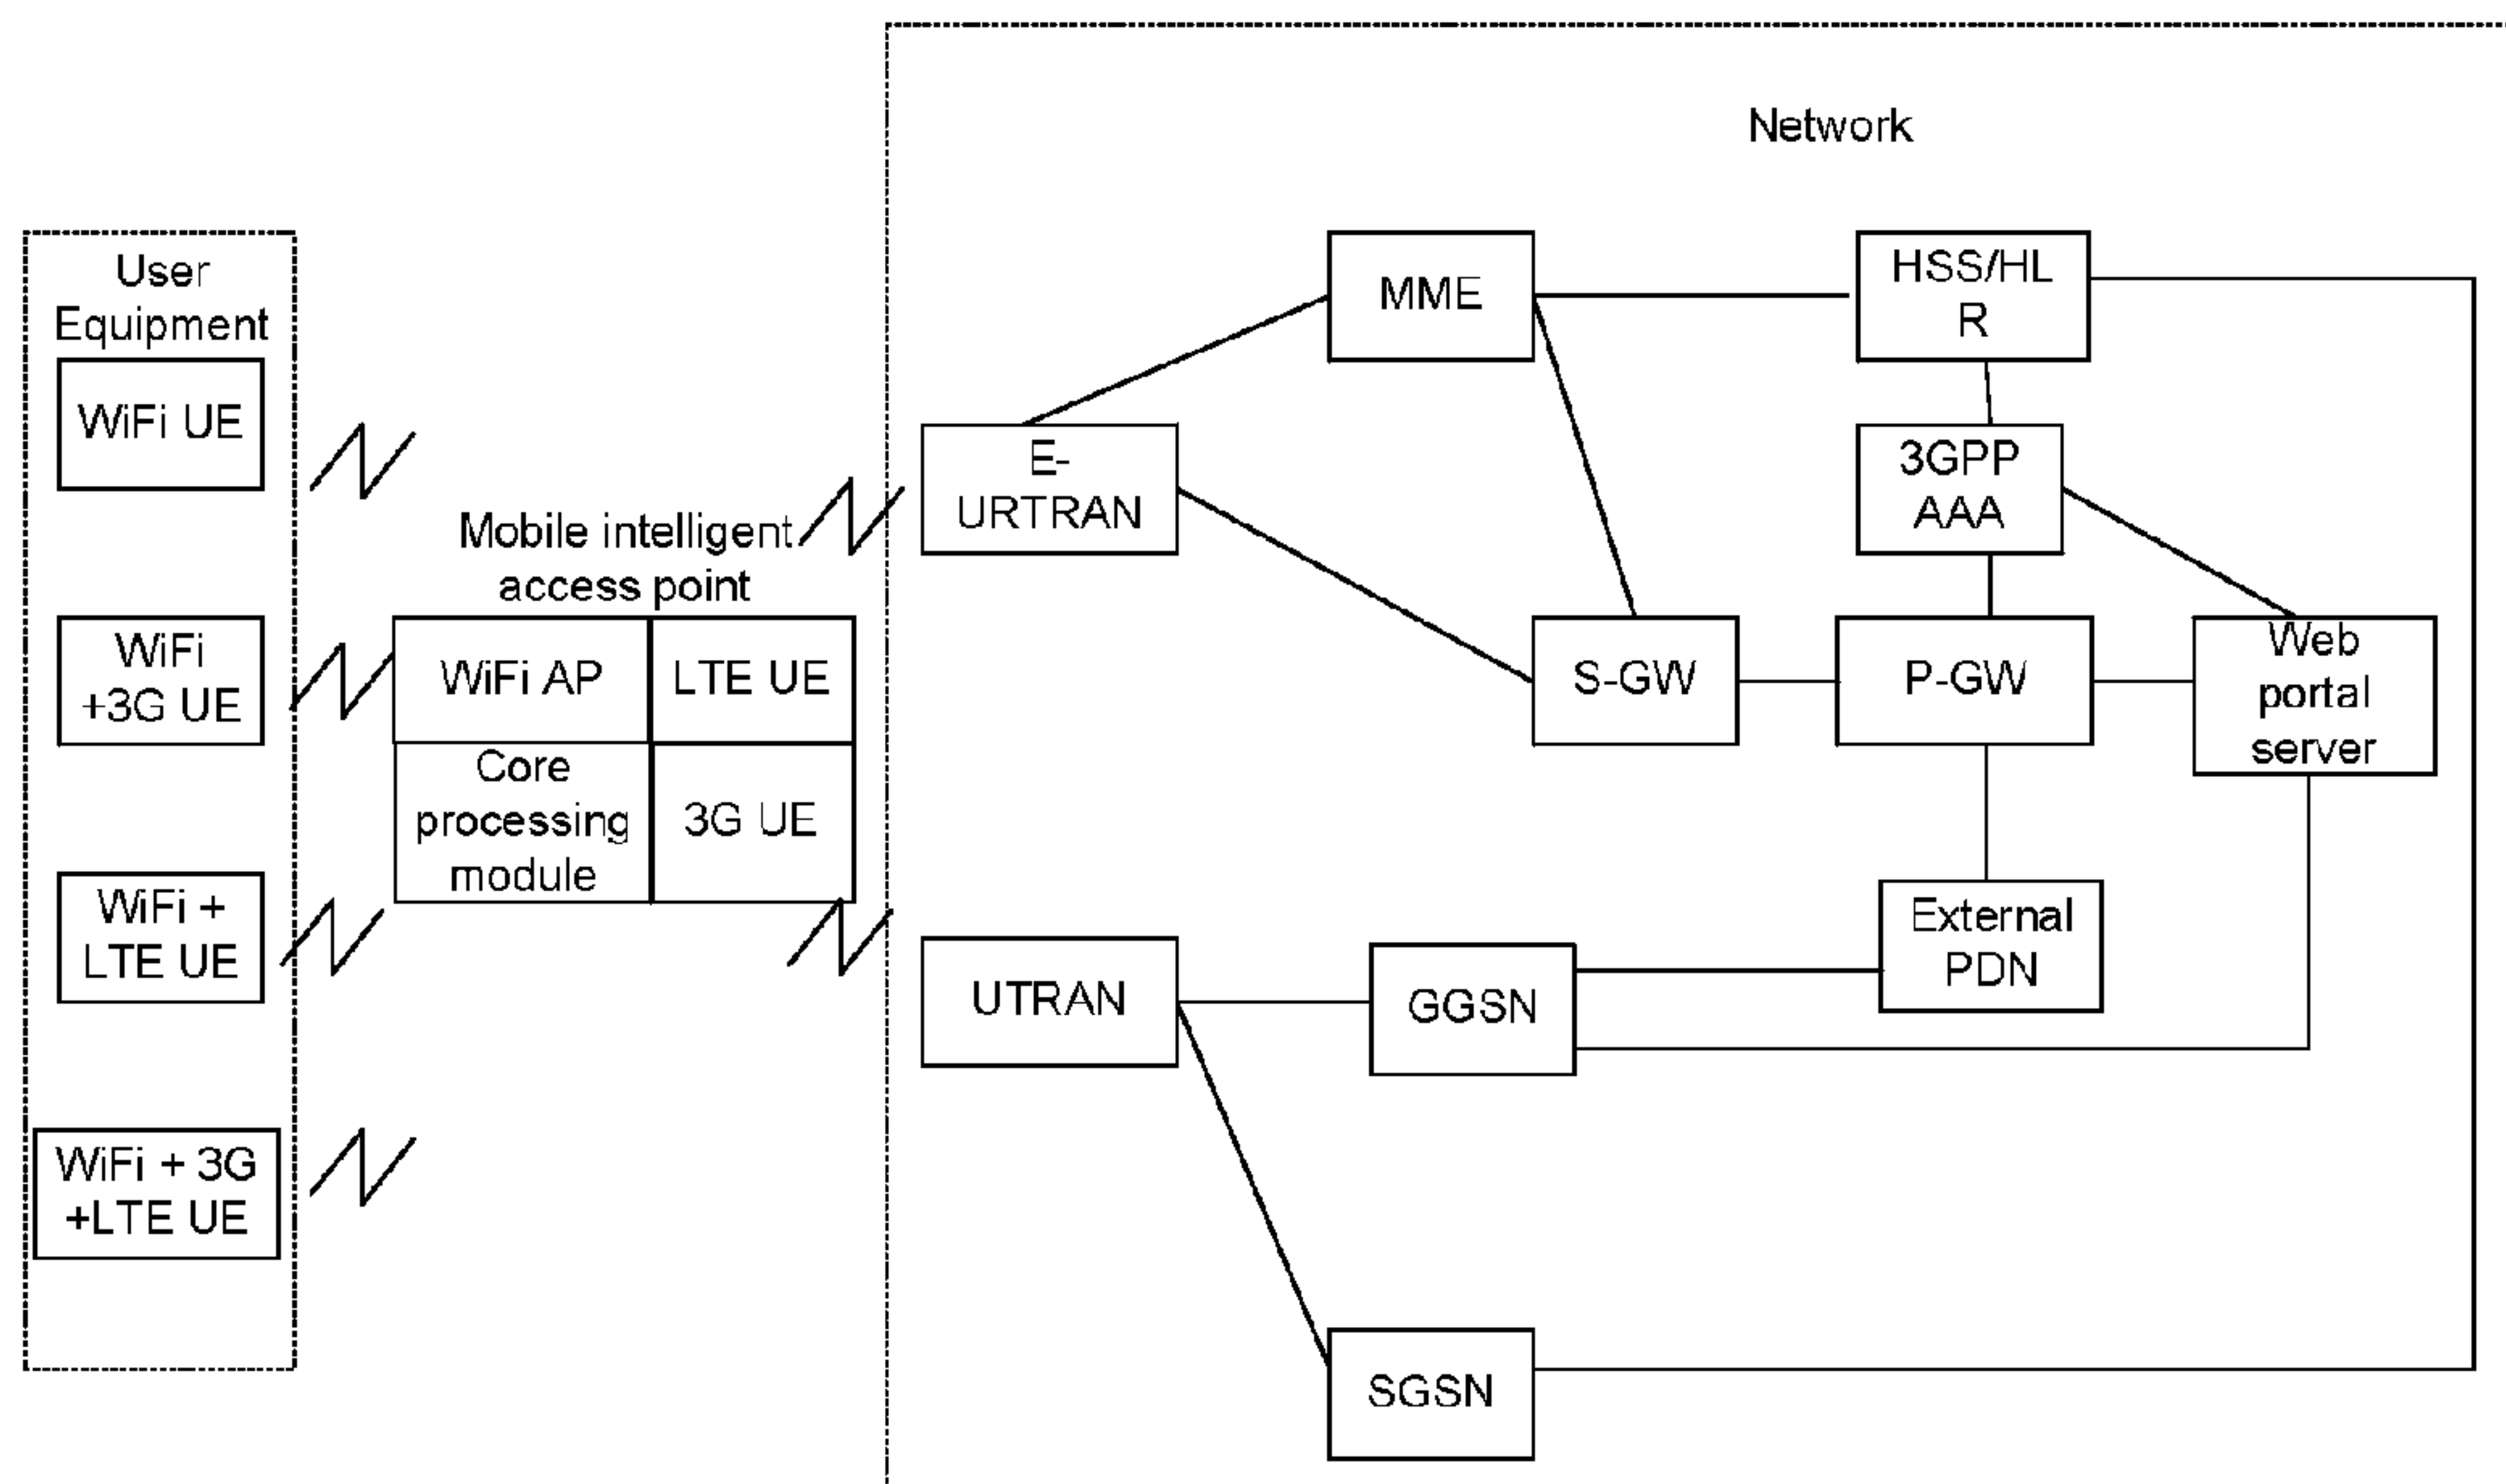 Network
User
Equipment
WiFi UE
WiFi
+3G UE
WiFi +
LTE UE
WiFi + 3G
+LTE UE
Mobile intelligent
access point
WiFi AP
LTE UE
Core
processing
module
3G UE
MME
HSS/HL
R
E-
URTRAN
3GPP
AAA
S-GW
P-GW
Web
portal
server
External
PDN
UTRAN
GGSN
SGSN